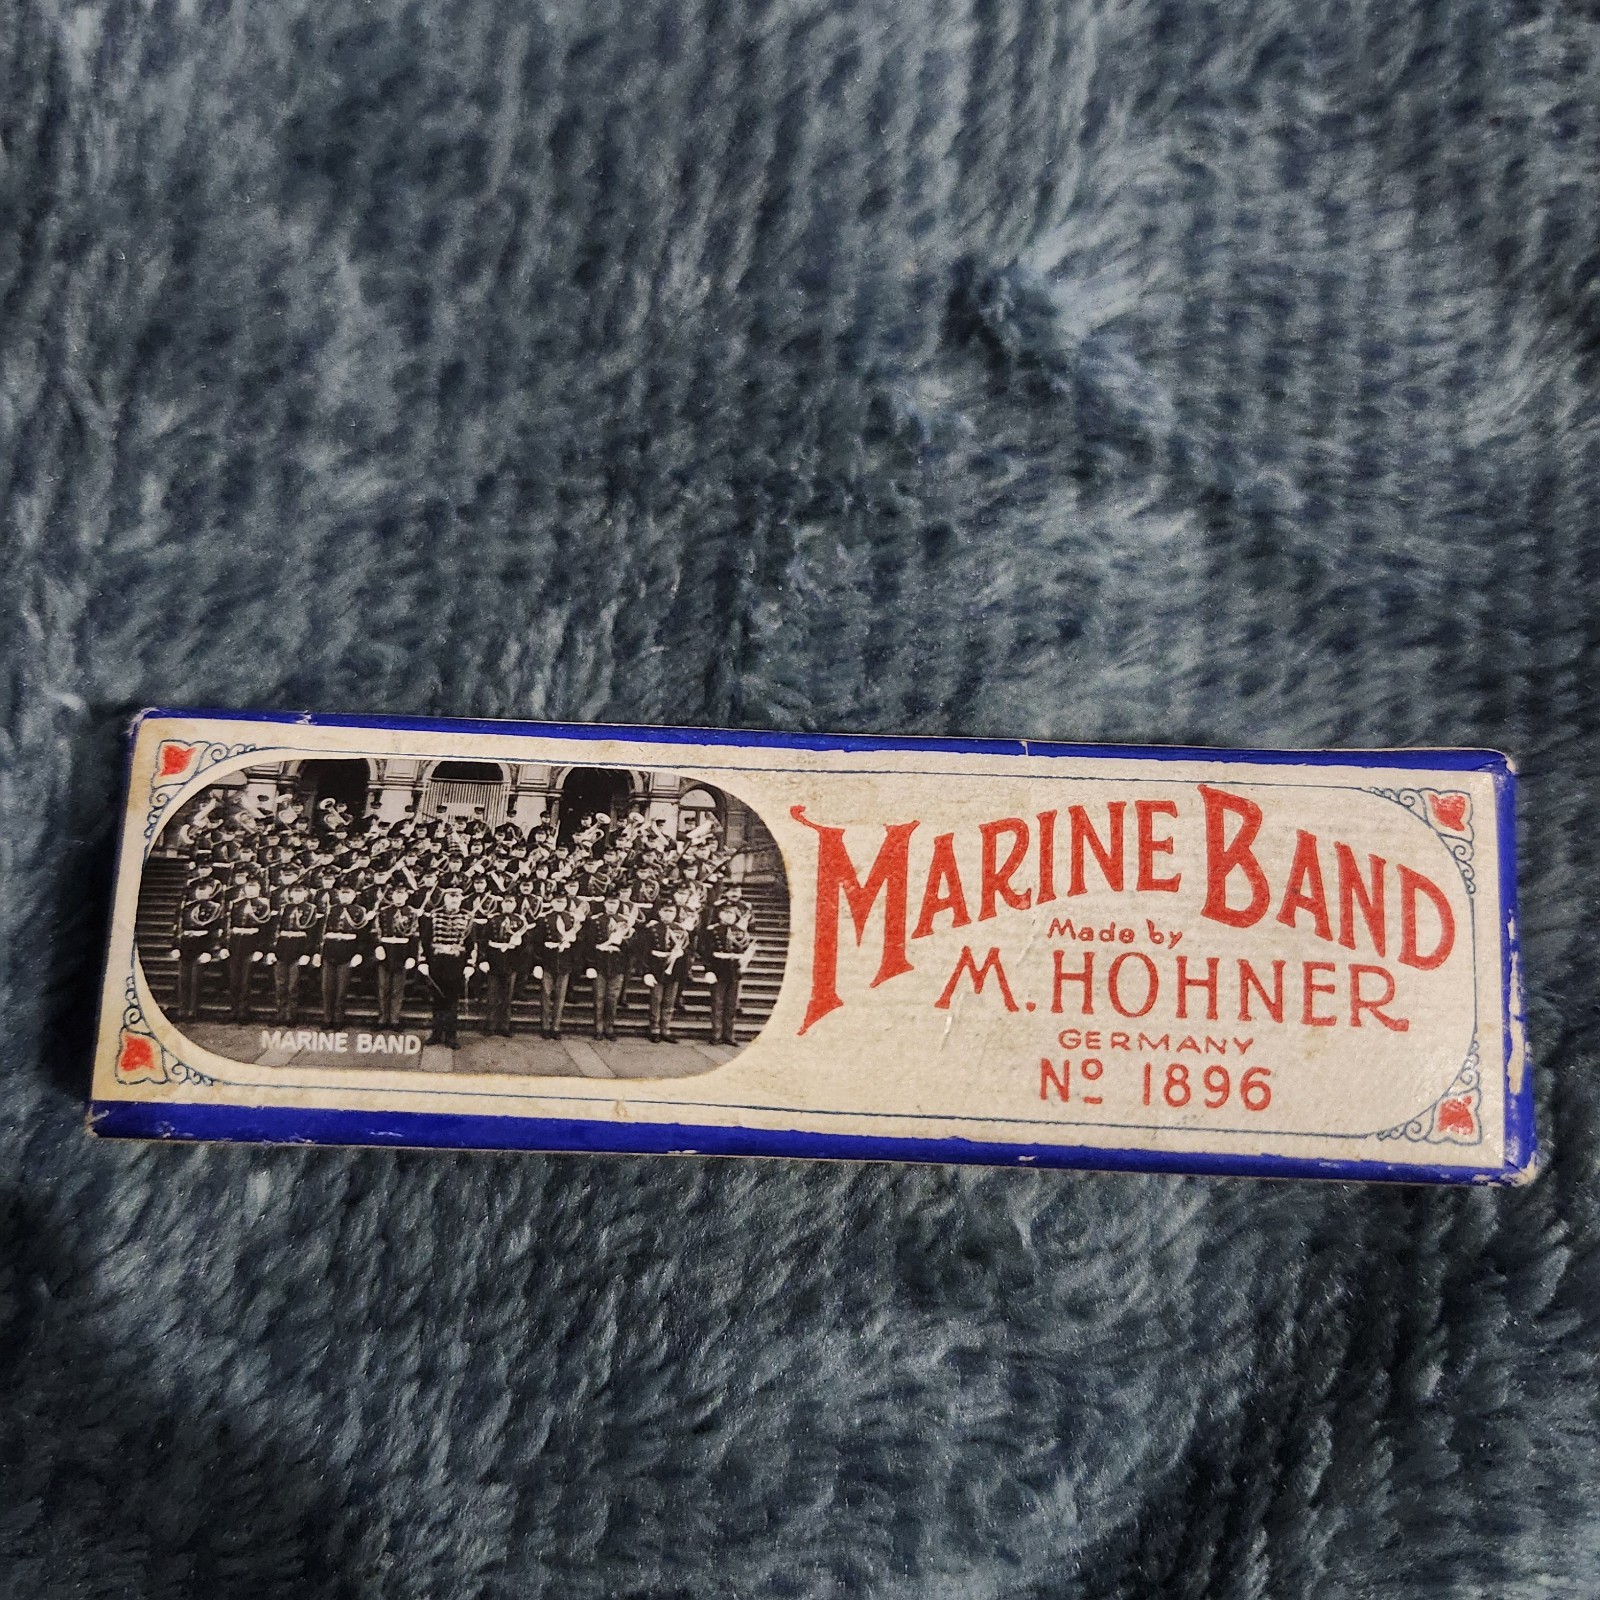 MARINE BAND
MARINE BAND
Made by
M. HOHNER
GERMANY
Nº 1896